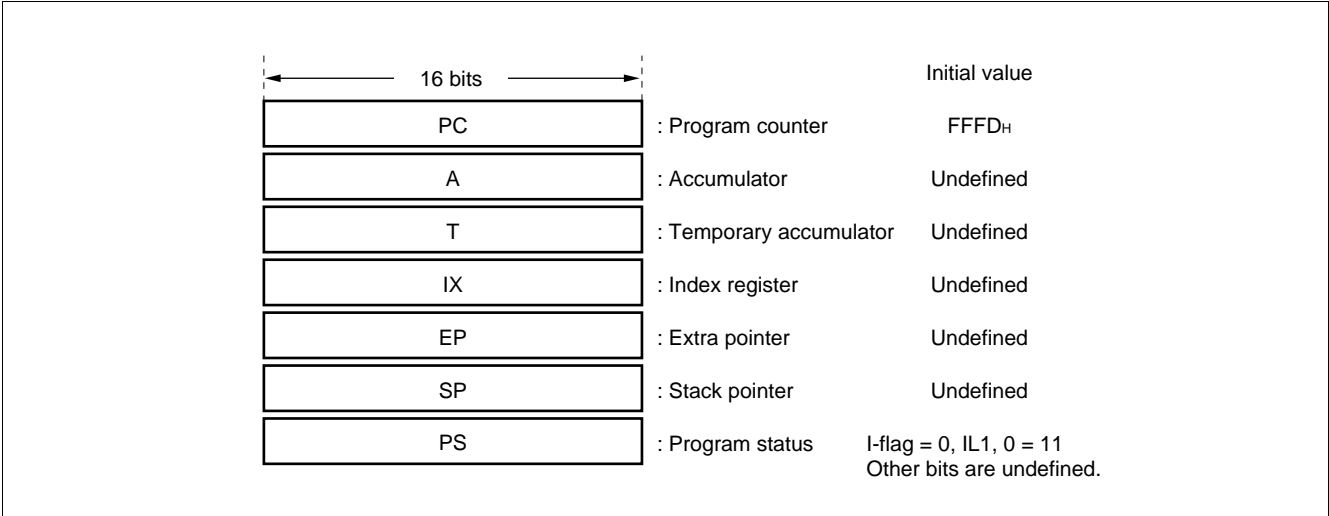 16 bits Initial value
PC : Program counter FFFDH
A : Accumulator Undefined
T : Temporary accumulator Undefined
IX : Index register Undefined
EP : Extra pointer Undefined
SP : Stack pointer Undefined
PS : Program status I-flag = 0, IL1, 0 = 11
Other bits are undefined.